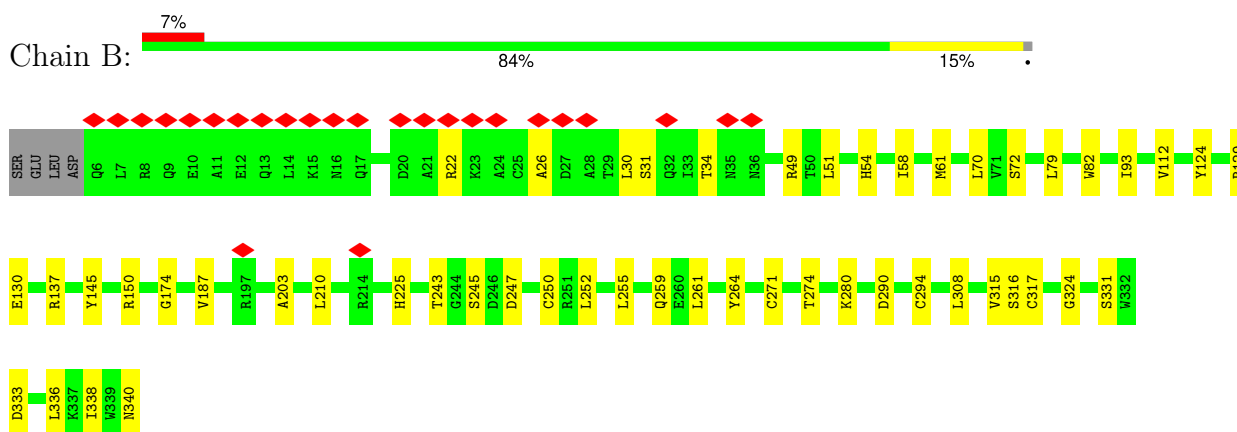 7%
Chain B:
84% 15% •
SER GLU LEU ASP Q6 L7 R8 Q9 E10 A11 E12 Q13 L14 K15 N16 Q17 D20 A21 R22 K23 A24 C25 A26 D27 A28 T29 L30 S31 Q32 I33 T34 N35 N36 R49 T50 L51 H54 I58 M61 L70 V71 S72 L79 W82 I93 V112 Y124
E130 R137 Y145 R150 G174 V187 R197 A203 L210 R214 H225 T243 G244 S245 D246 D247 C250 R251 L252 L255 Q259 E260 L261 Y264 C271 T274 K280 D290 C294 L308 V315 S316 C317 G324 S331 W332
D333 L336 K337 I338 W339 N340